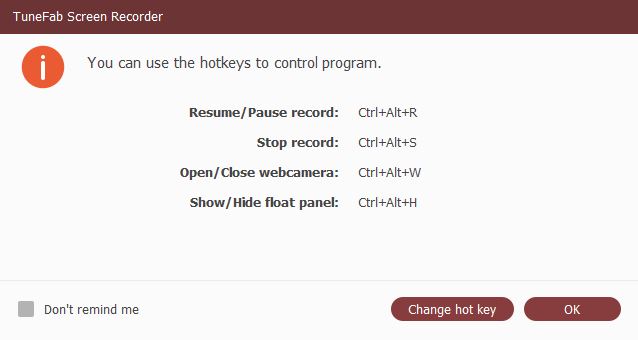 TuneFab Screen Recorder
You can use the hotkeys to control program.
Resume/Pause record: Ctrl+Alt+R
Stop record: Ctrl+Alt+S
Open/Close webcamera: Ctrl+Alt+W
Show/Hide float panel: Ctrl+Alt+H
Don't remind me
Change hot key
OK